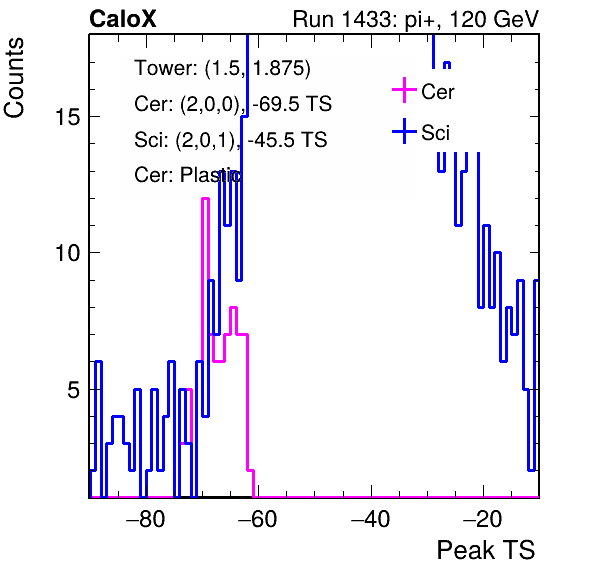 CaloX
Run 1433: pi+, 120 GeV
Counts
Tower: (1.5, 1.875)
Cer: (2,0,0), -69.5 TS
Sci: (2,0,1), -45.5 TS
Cer: Plastic
Cer
Sci
15
10
5
−80
−60
−40
−20
Peak TS